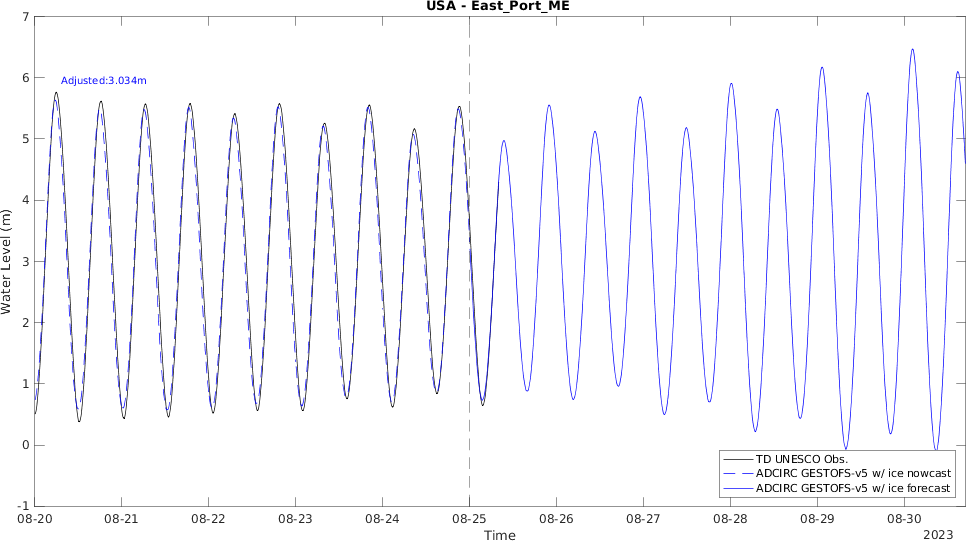 USA - East_Port_ME
Adjusted:3.034m
Water Level (m)
7
6
5
4
3
2
1
0
-1
TD UNESCO Obs.
ADCIRC GESTOFS-v5 w/ ice nowcast
ADCIRC GESTOFS-v5 w/ ice forecast
08-20 08-21 08-22 08-23 08-24 08-25 08-26 08-27 08-28 08-29 08-30
Time
2023